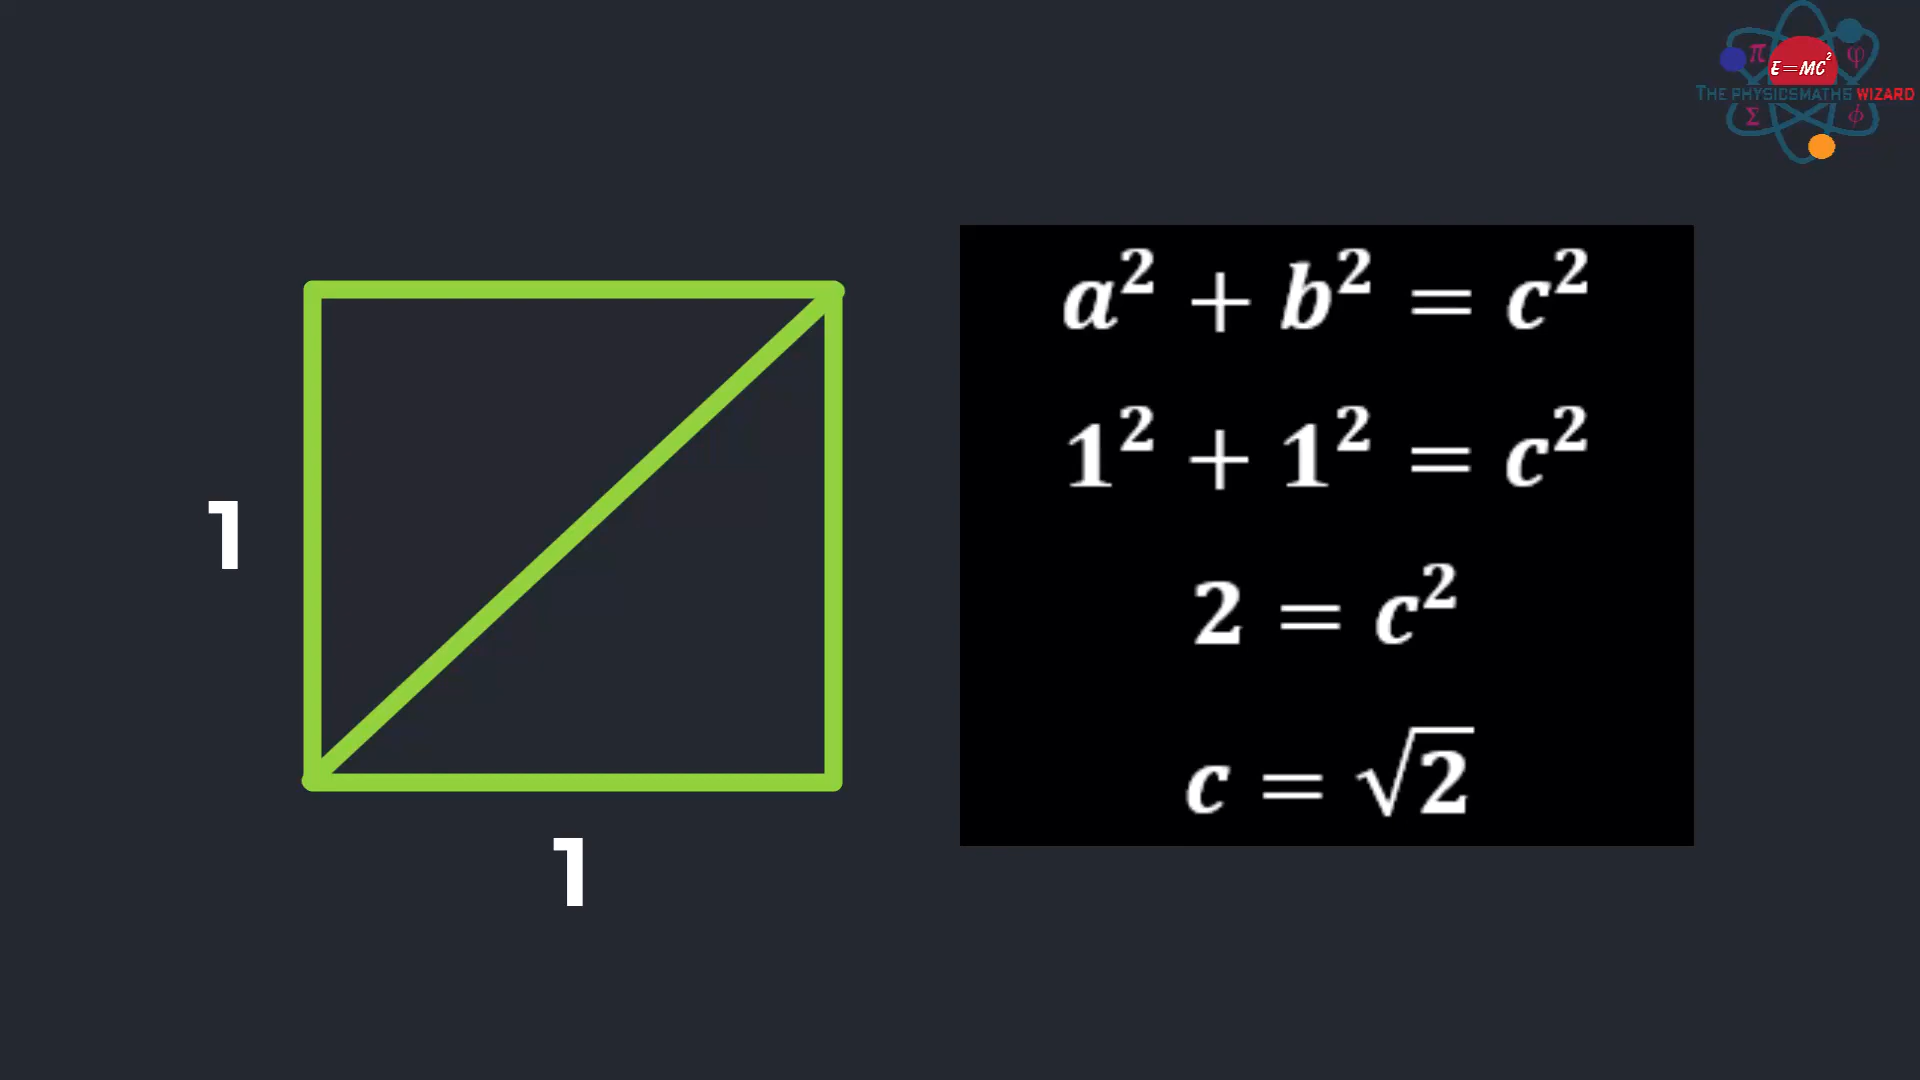 π φ
E=MC²
THE PHYSICSMATHS WIZARD
Σ ϕ
a² + b² = c²
1² + 1² = c²
2 = c²
c = √2
1
1